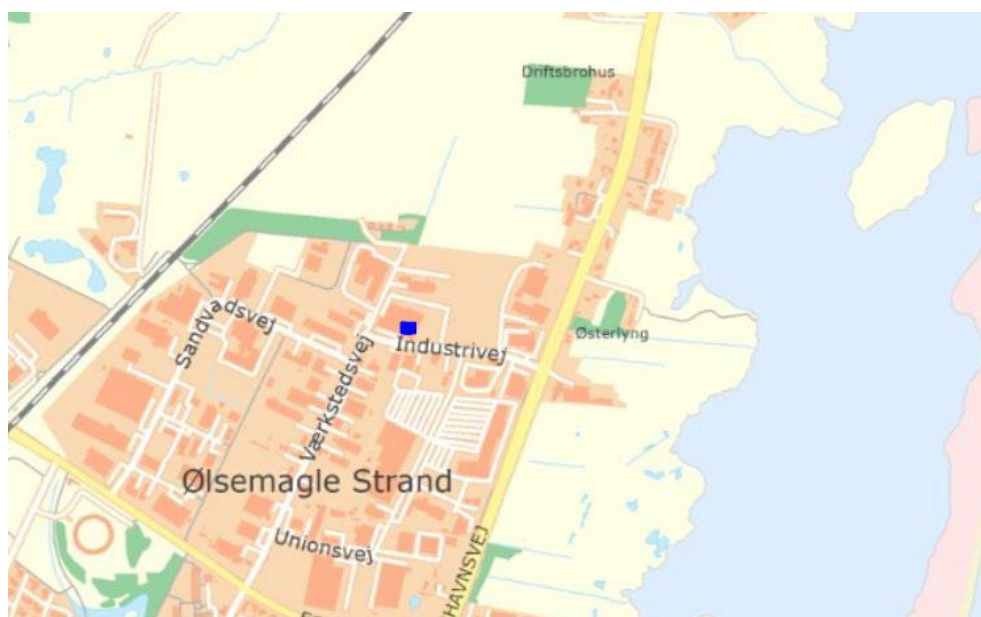 Driftsbrohus
Østerlyng
Sandvadsvej
Industrivej
Værkstedsvej
Ølsemagle Strand
Unionsvej
HAVNSVEJ